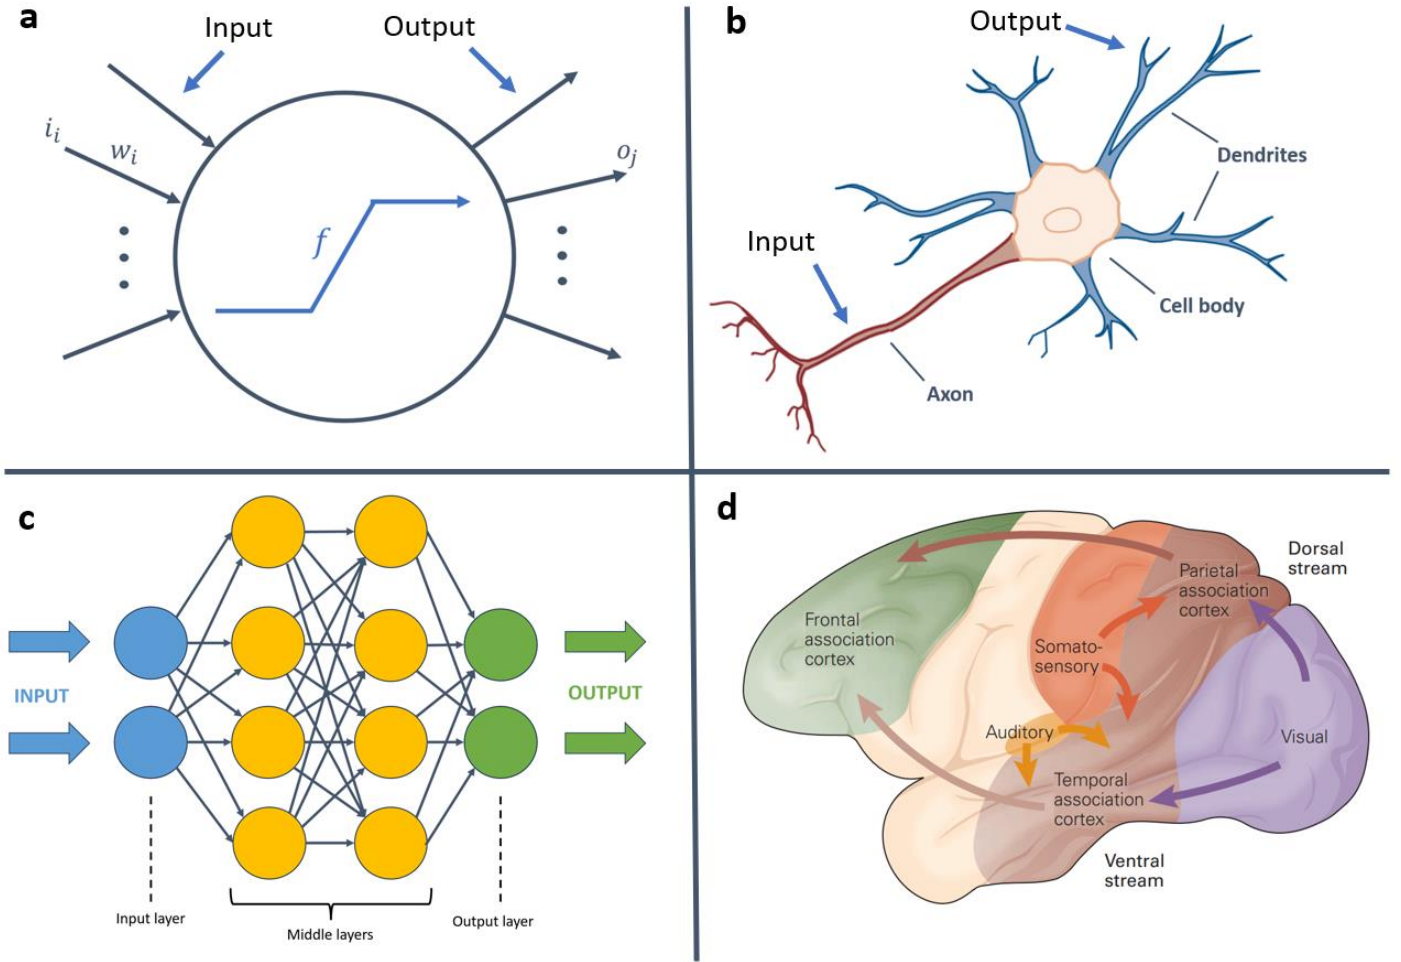 a
Input
Output
i_i
w_i
o_j
f
b
Output
Dendrites
Input
Cell body
Axon
c
INPUT
OUTPUT
Input layer
Middle layers
Output layer
d
Dorsal
stream
Parietal
association
cortex
Frontal
association
cortex
Somato-
sensory
Auditory
Visual
Temporal
association
cortex
Ventral
stream